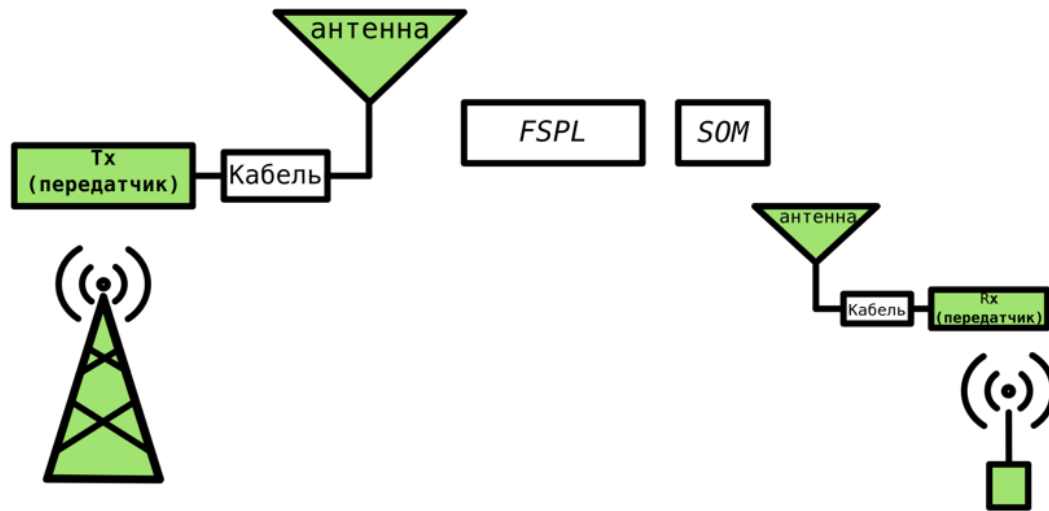 антенна
Tx
(передатчик)
Кабель
FSPL
SOM
антенна
Кабель
Rx
(передатчик)